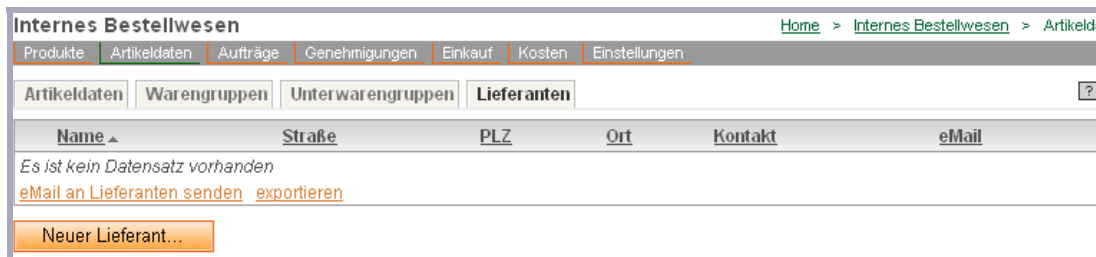 Internes Bestellwesen Home > Internes Bestellwesen >
Produkte Artikeldaten Aufträge Genehmigungen Einkauf Kosten Einstellungen
Artikeldaten Warengruppen Unterwarengruppen Lieferanten ?
Name Straße PLZ Ort Kontakt eMail
Es ist kein Datensatz vorhanden
eMail an Lieferanten senden exportieren
Neuer Lieferant...